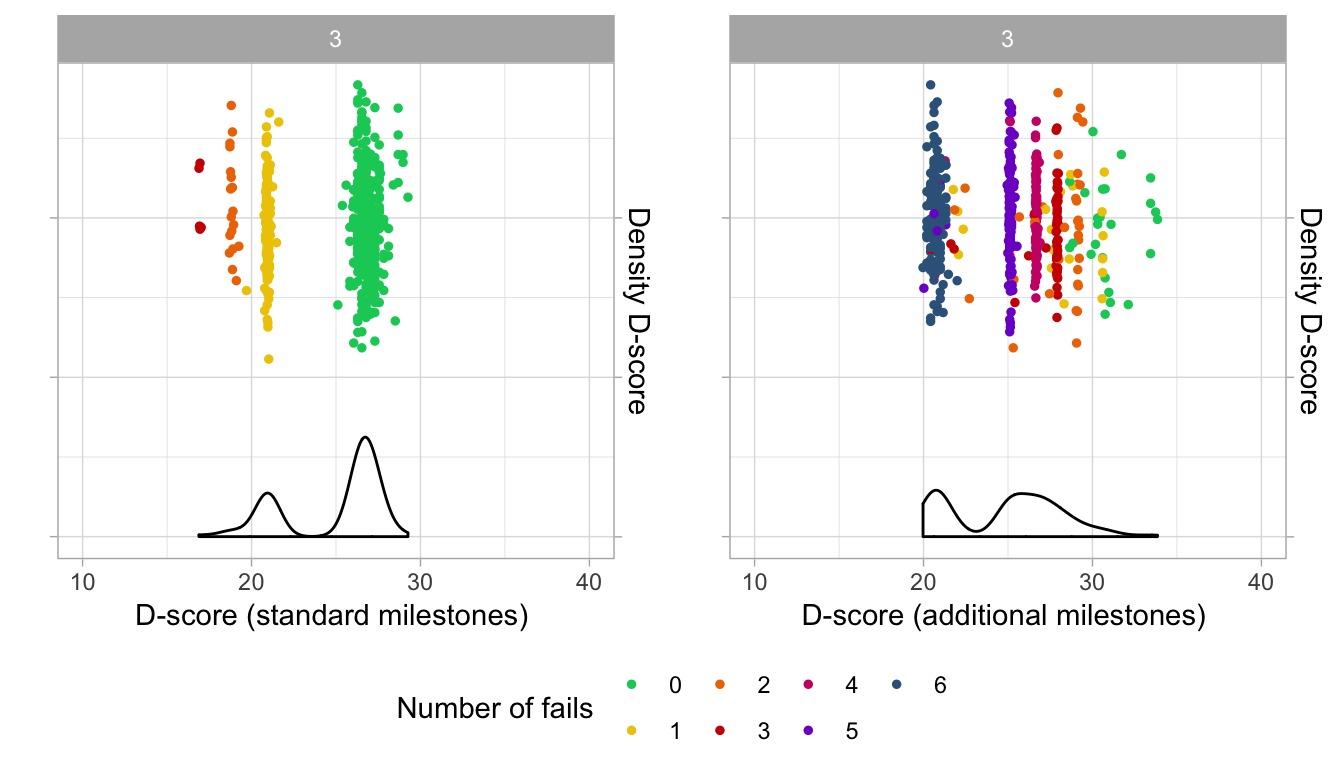 3
3
Density D-score
Density D-score
10 20 30 40
10 20 30 40
D-score (standard milestones)
D-score (additional milestones)
Number of fails
0 2 4 6
1 3 5